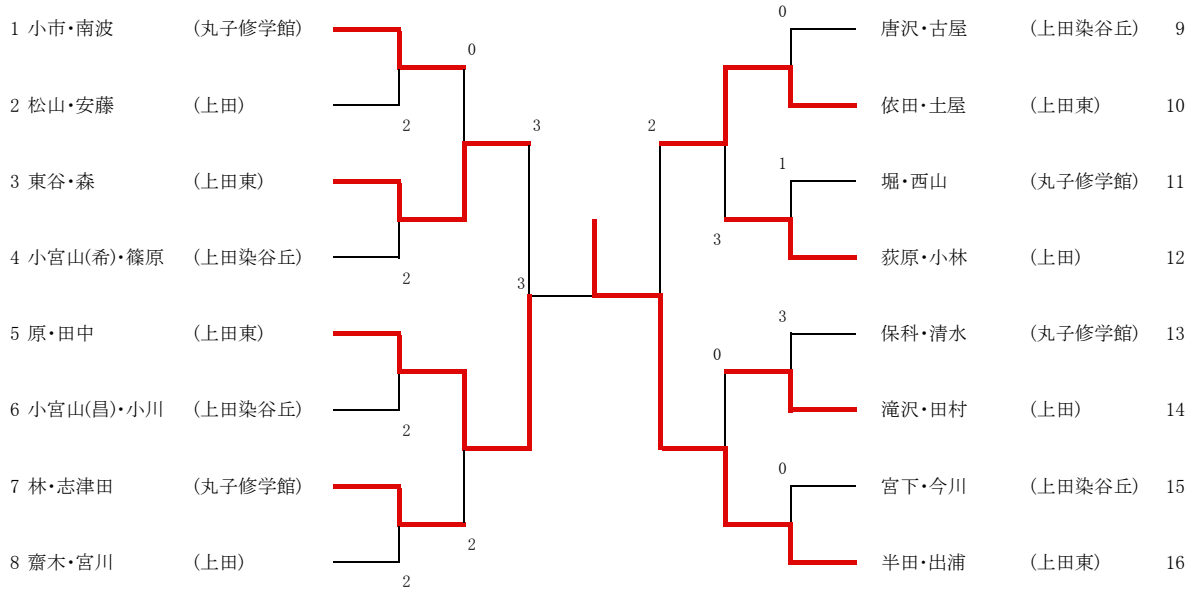 1 小市・南波 (丸子修学館)
2 松山・安藤 (上田)
3 東谷・森 (上田東)
4 小宮山(希)・篠原 (上田染谷丘)
5 原・田中 (上田東)
6 小宮山(昌)・小川 (上田染谷丘)
7 林・志津田 (丸子修学館)
8 齋木・宮川 (上田)
0
2
3
2
3
2
2
2
0
2
1
3
3
0
0
唐沢・古屋 (上田染谷丘) 9
依田・土屋 (上田東) 10
堀・西山 (丸子修学館) 11
荻原・小林 (上田) 12
保科・清水 (丸子修学館) 13
滝沢・田村 (上田) 14
宮下・今川 (上田染谷丘) 15
半田・出浦 (上田東) 16